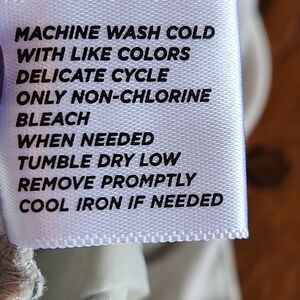 MACHINE WASH COLD
WITH LIKE COLORS
DELICATE CYCLE
ONLY NON-CHLORINE
BLEACH
WHEN NEEDED
TUMBLE DRY LOW
REMOVE PROMPTLY
COOL IRON IF NEEDED